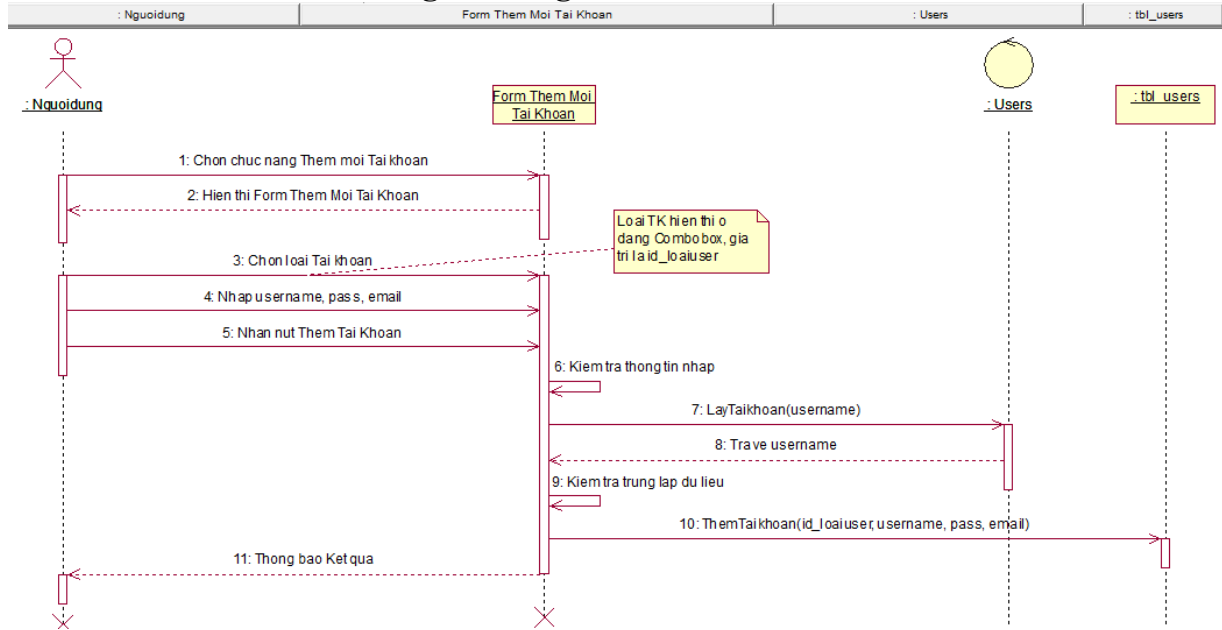 : Nguoidung
Form Them Moi Tai Khoan
: Users
: tbl_users
: Nguoidung
Form Them Moi
Tai Khoan
: Users
: tbl_users
1: Chon chuc nang Them moi Tai khoan
2: Hien thi Form Them Moi Tai Khoan
Loai TK hien thi o
dang Combobox, gia
tri la id_loaiuser
3: Chon loai Tai khoan
4: Nhap username, pass, email
5: Nhan nut Them Tai Khoan
6: Kiem tra thong tin nhap
7: LayTaikhoan(username)
8: Tra ve username
9: Kiem tra trung lap du lieu
10: ThemTaikhoan(id_loaiuser, username, pass, email)
11: Thong bao Ket qua